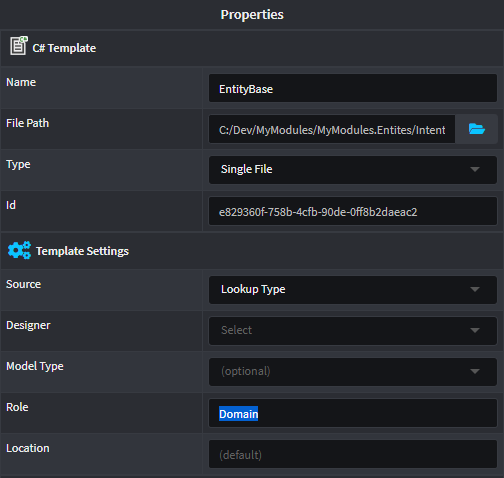 Properties
C# Template
Name
EntityBase
File Path
C:/Dev/MyModules/MyModules.Entites/Intent
Type
Single File
Id
e829360f-758b-4cfb-90de-0ff8b2daeac2
Template Settings
Source
Lookup Type
Designer
Select
Model Type
(optional)
Role
Domain
Location
(default)